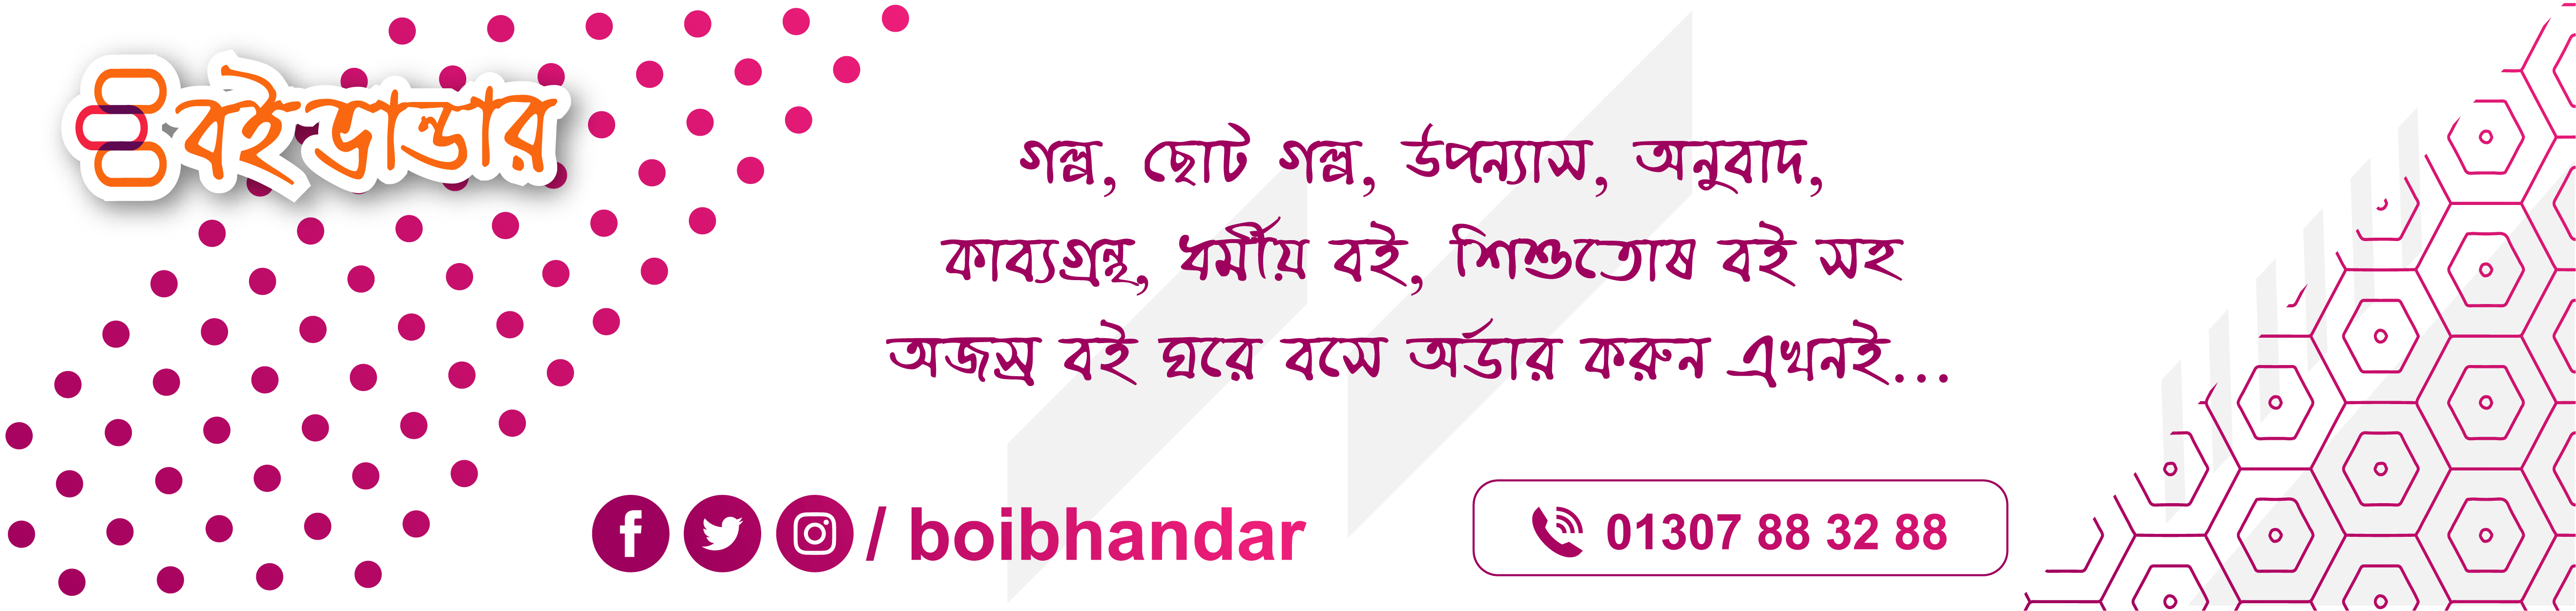 বই ভান্ডার
গল্প, ছোট গল্প, উপন্যাস, অনুবাদ,
কাব্যগ্রন্থ, ধর্মীয় বই, শিশুতোষ বই সহ
অজস্র বই ঘরে বসে অর্ডার করুন এখনই...
/ boibhandar
01307 88 32 88